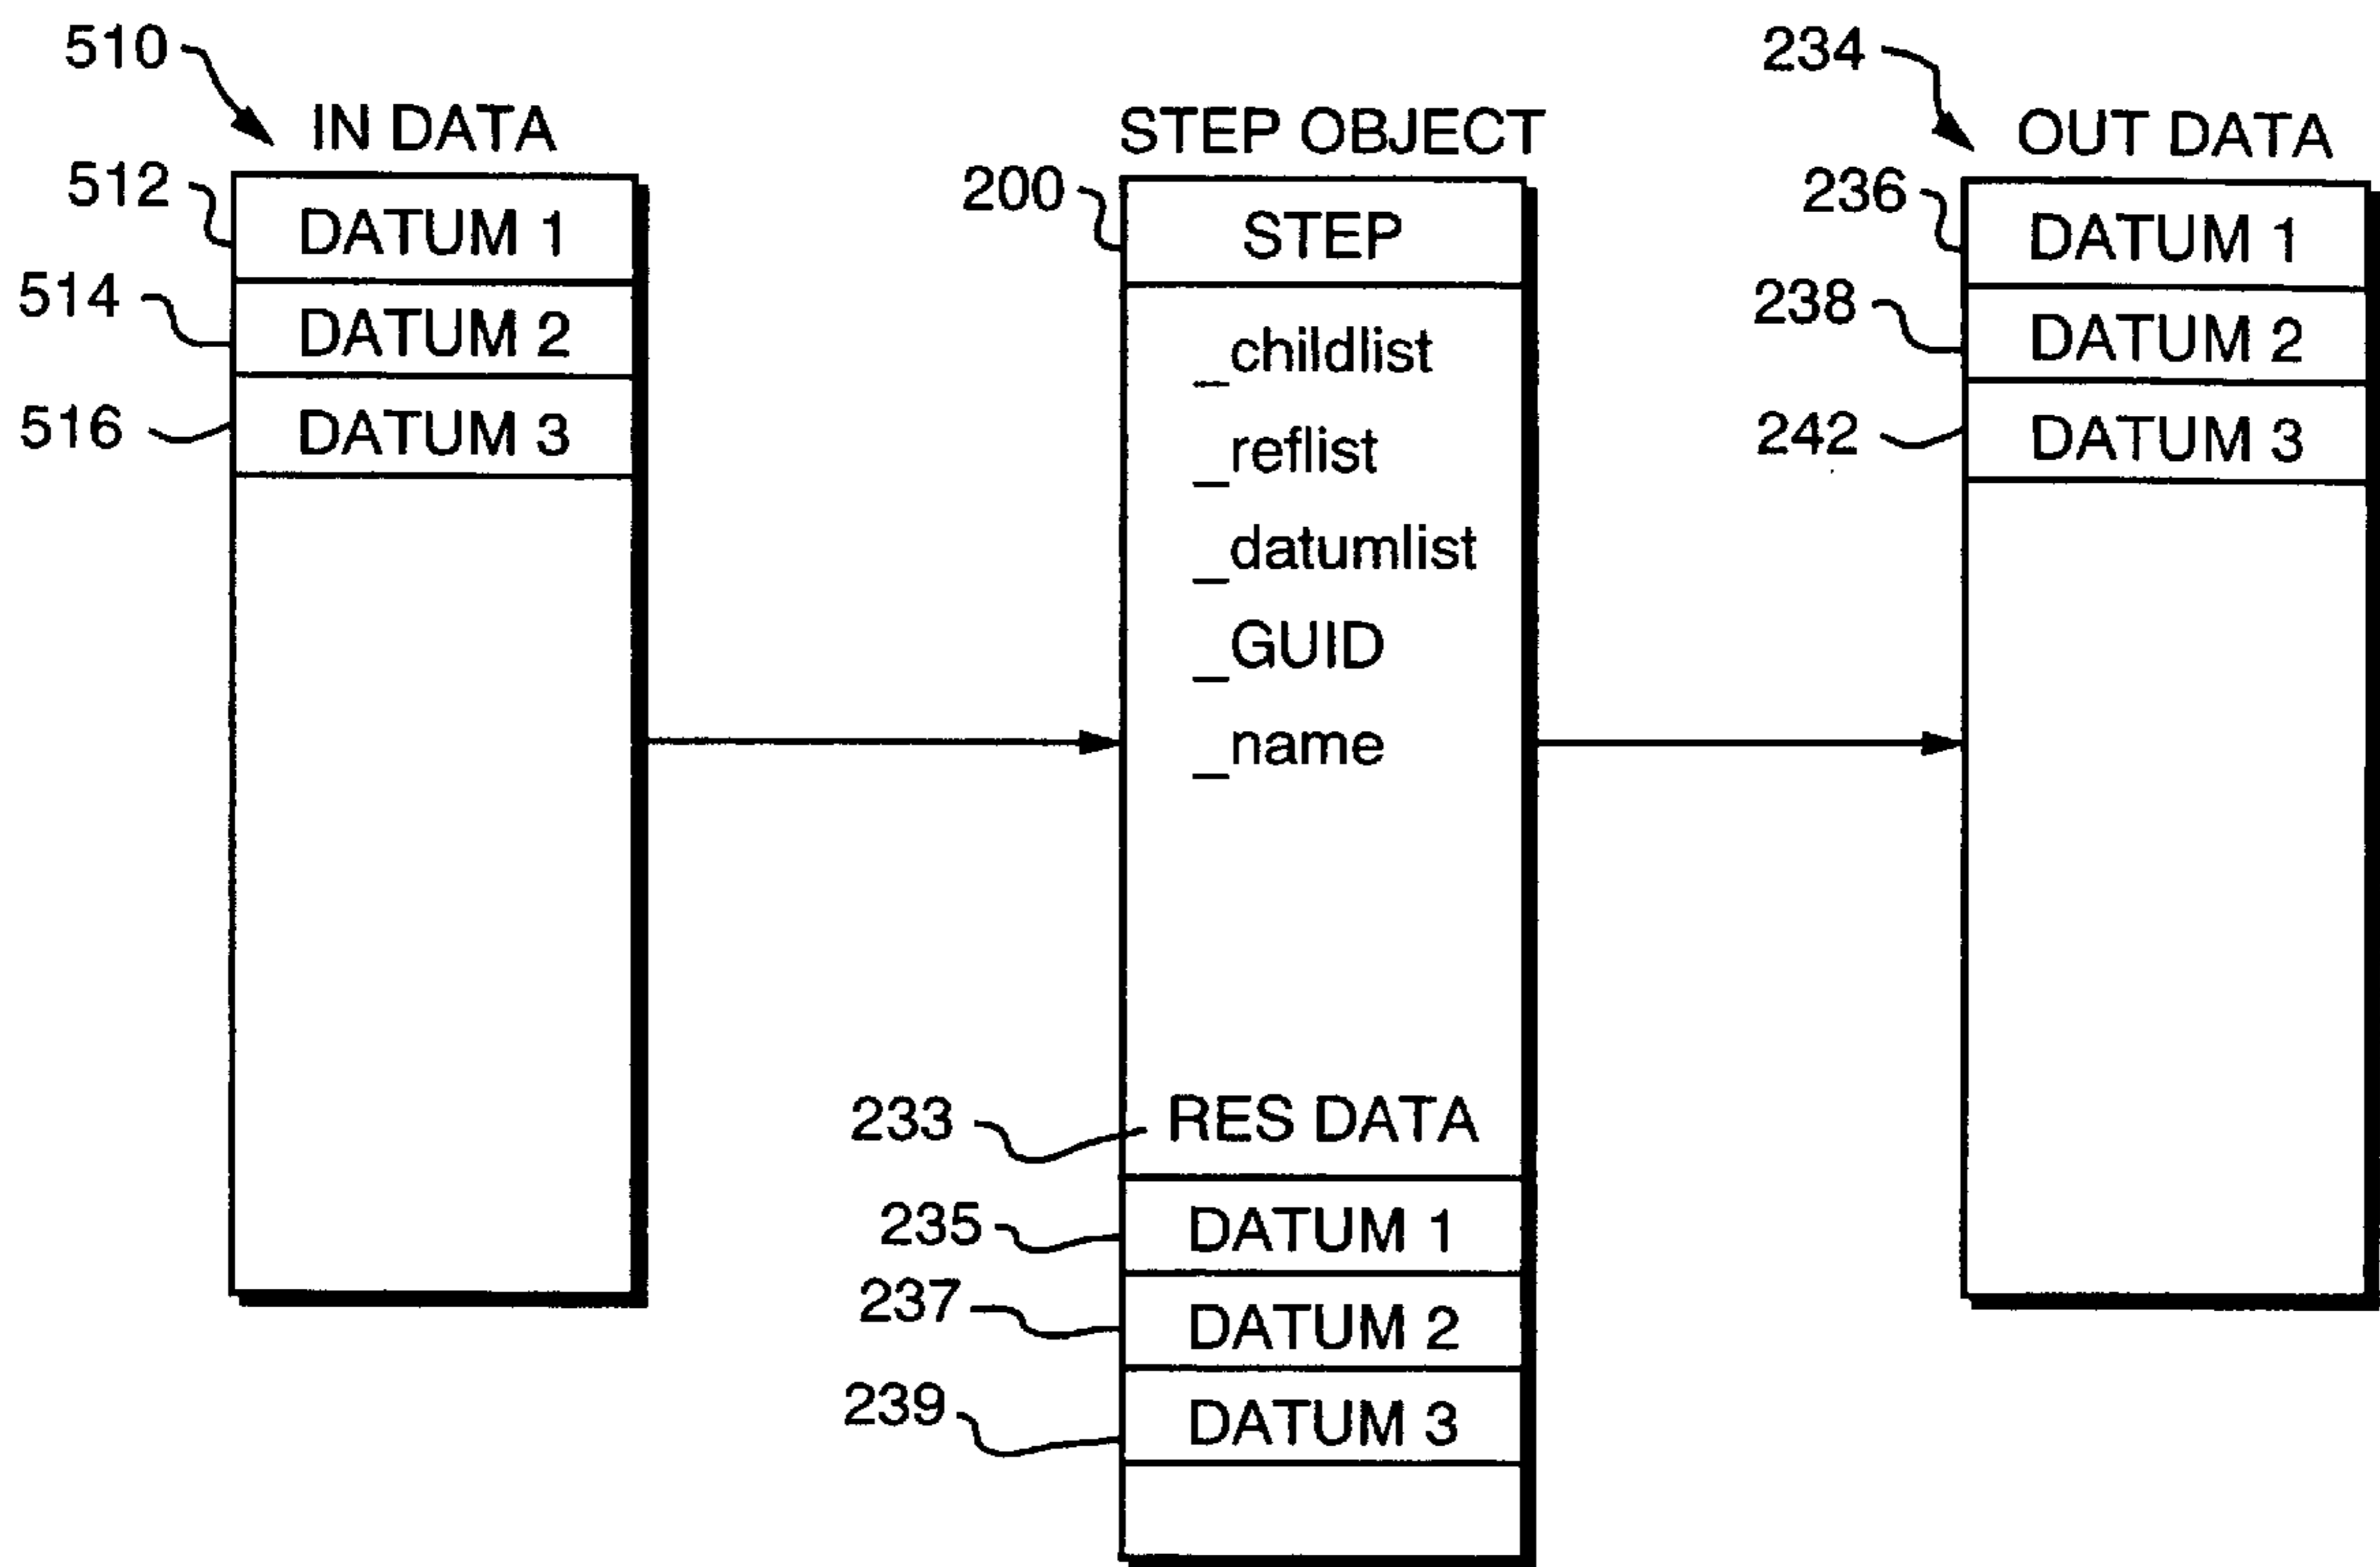 510
IN DATA
512
DATUM 1
514
DATUM 2
516
DATUM 3
STEP OBJECT
200
STEP
_childlist
_reflist
_datumlist
_GUID
_name
233
RES DATA
235
DATUM 1
237
DATUM 2
239
DATUM 3
234
OUT DATA
236
DATUM 1
238
DATUM 2
242
DATUM 3